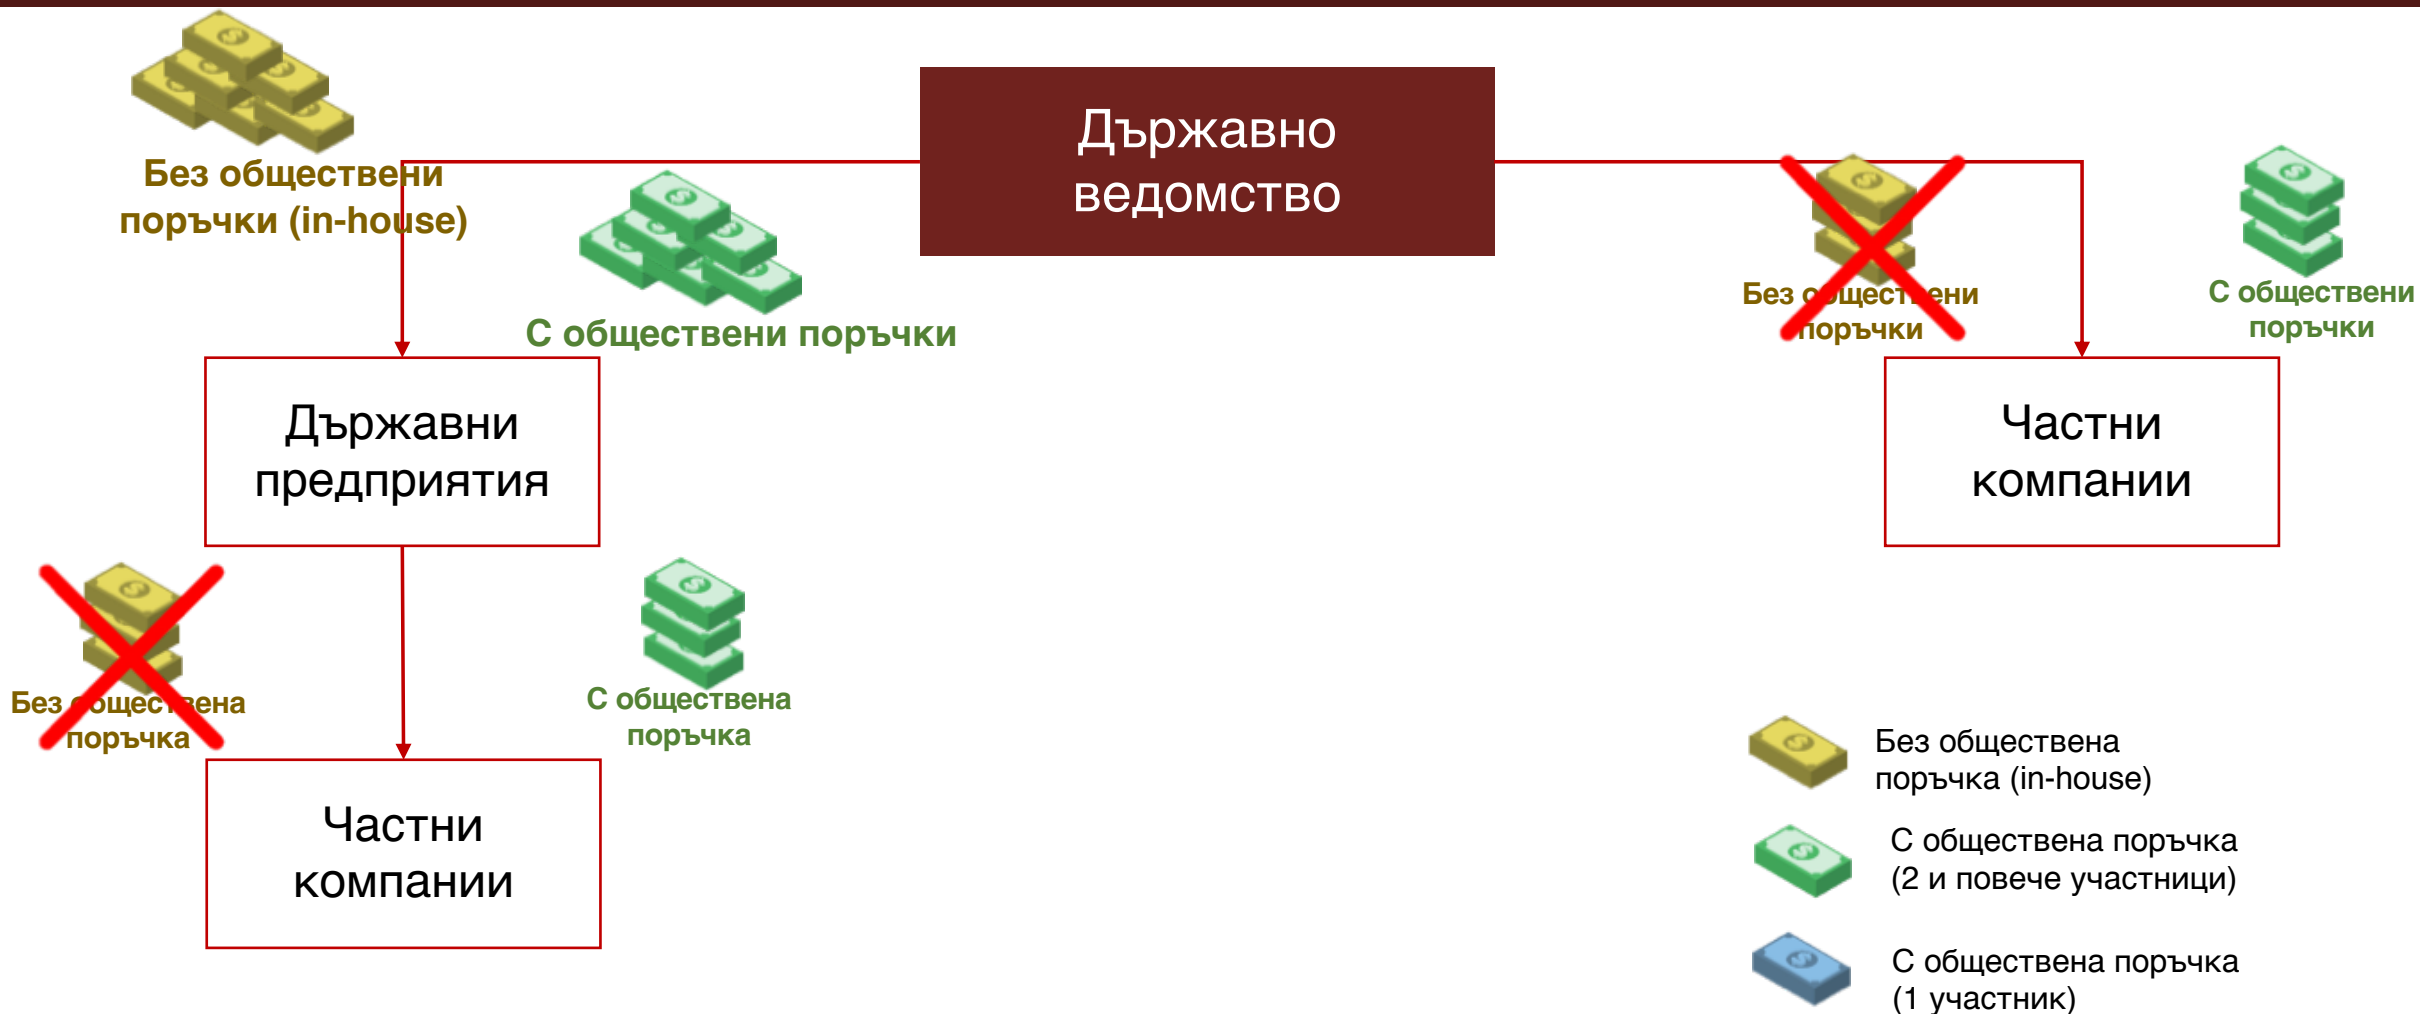 Държавно
ведомство
Без обществени
поръчки (in-house)
С обществени поръчки
Без обществени
поръчки
С обществени
поръчки
Държавни
предприятия
Частни
компании
Без обществена
поръчка
С обществена
поръчка
Частни
компании
Без обществена
поръчка (in-house)
С обществена поръчка
(2 и повече участници)
С обществена поръчка
(1 участник)